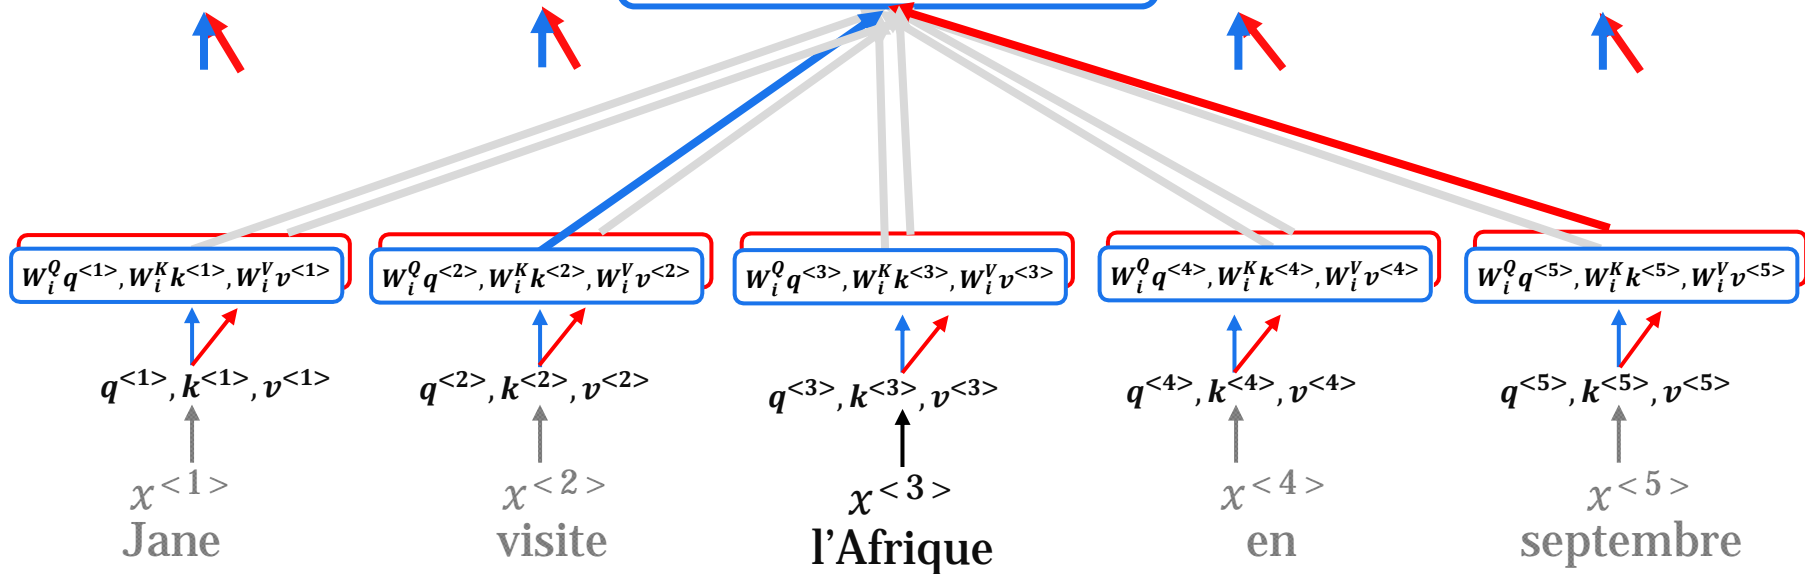 W_i^Q q^{<1>}, W_i^K k^{<1>}, W_i^V v^{<1>} W_i^Q q^{<2>}, W_i^K k^{<2>}, W_i^V v^{<2>} W_i^Q q^{<3>}, W_i^K k^{<3>}, W_i^V v^{<3>} W_i^Q q^{<4>}, W_i^K k^{<4>}, W_i^V v^{<4>} W_i^Q q^{<5>}, W_i^K k^{<5>}, W_i^V v^{<5>}
q^{<1>}, k^{<1>}, v^{<1>} q^{<2>}, k^{<2>}, v^{<2>} q^{<3>}, k^{<3>}, v^{<3>} q^{<4>}, k^{<4>}, v^{<4>} q^{<5>}, k^{<5>}, v^{<5>}
x^{<1>} x^{<2>} x^{<3>} x^{<4>} x^{<5>}
Jane visite l'Afrique en septembre